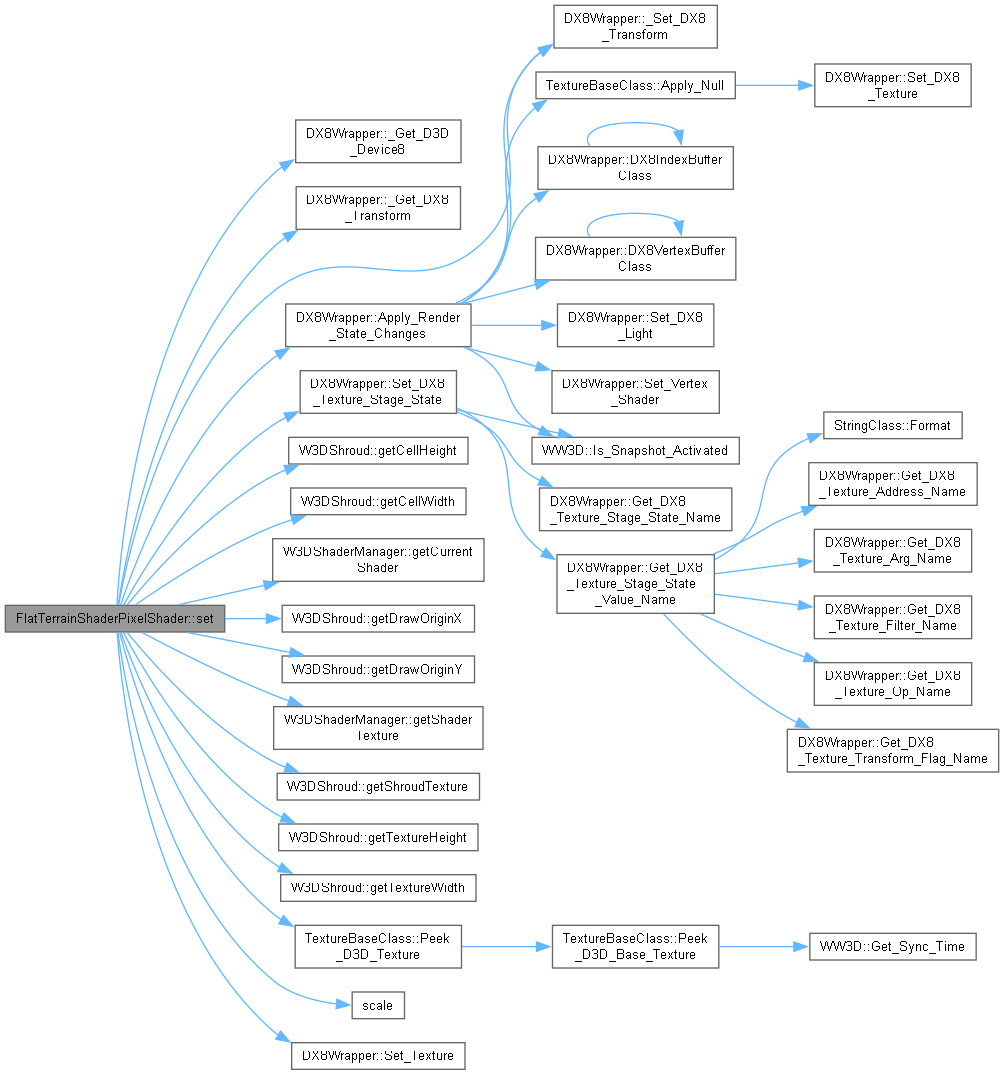 DX8Wrapper::_Set_DX8
_Transform
TextureBaseClass::Apply_Null
DX8Wrapper::Set_DX8
_Texture
DX8Wrapper::_Get_D3D
_Device8
DX8Wrapper::DX8IndexBuffer
Class
DX8Wrapper::_Get_DX8
_Transform
DX8Wrapper::DX8VertexBuffer
Class
DX8Wrapper::Apply_Render
_State_Changes
DX8Wrapper::Set_DX8
_Light
DX8Wrapper::Set_DX8
_Texture_Stage_State
DX8Wrapper::Set_Vertex
_Shader
StringClass::Format
W3DShroud::getCellHeight
WW3D::Is_Snapshot_Activated
DX8Wrapper::Get_DX8
_Texture_Address_Name
W3DShroud::getCellWidth
DX8Wrapper::Get_DX8
_Texture_Stage_State_Name
W3DShaderManager::getCurrent
Shader
DX8Wrapper::Get_DX8
_Texture_Arg_Name
DX8Wrapper::Get_DX8
_Texture_Stage_State
_Value_Name
FlatTerrainShaderPixelShader::set
W3DShroud::getDrawOriginX
DX8Wrapper::Get_DX8
_Texture_Filter_Name
W3DShroud::getDrawOriginY
DX8Wrapper::Get_DX8
_Texture_Op_Name
W3DShaderManager::getShader
Texture
DX8Wrapper::Get_DX8
_Texture_Transform_Flag_Name
W3DShroud::getShroudTexture
W3DShroud::getTextureHeight
W3DShroud::getTextureWidth
TextureBaseClass::Peek
_D3D_Texture
TextureBaseClass::Peek
_D3D_Base_Texture
WW3D::Get_Sync_Time
scale
DX8Wrapper::Set_Texture